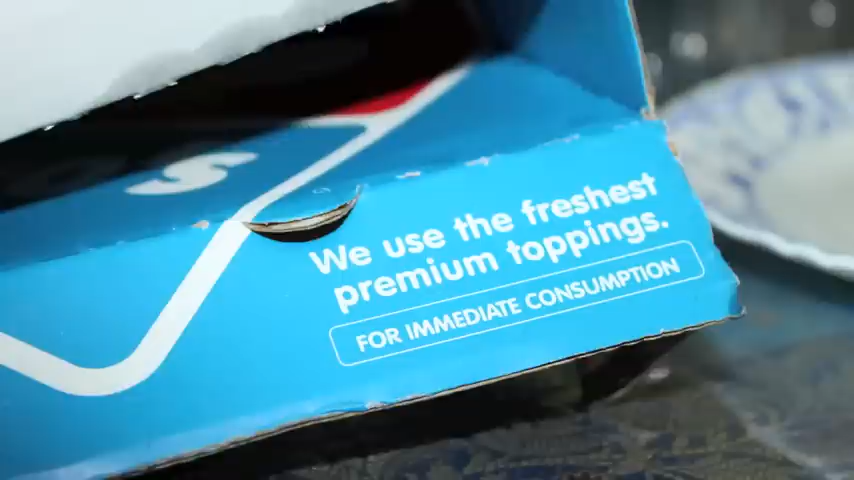 S
We use the freshest
premium toppings.
FOR IMMEDIATE CONSUMPTION